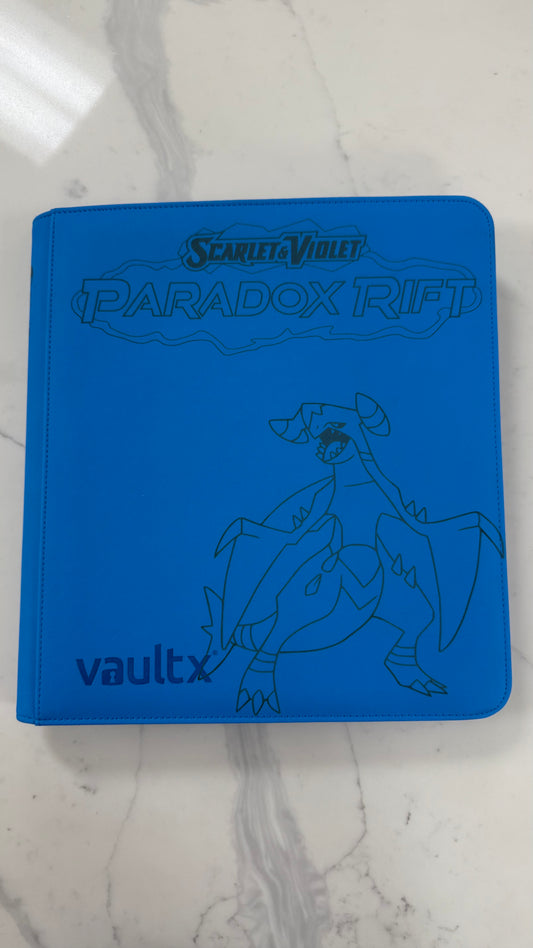 SCARLET & VIOLET
PARADOX RIFT
vaultx®